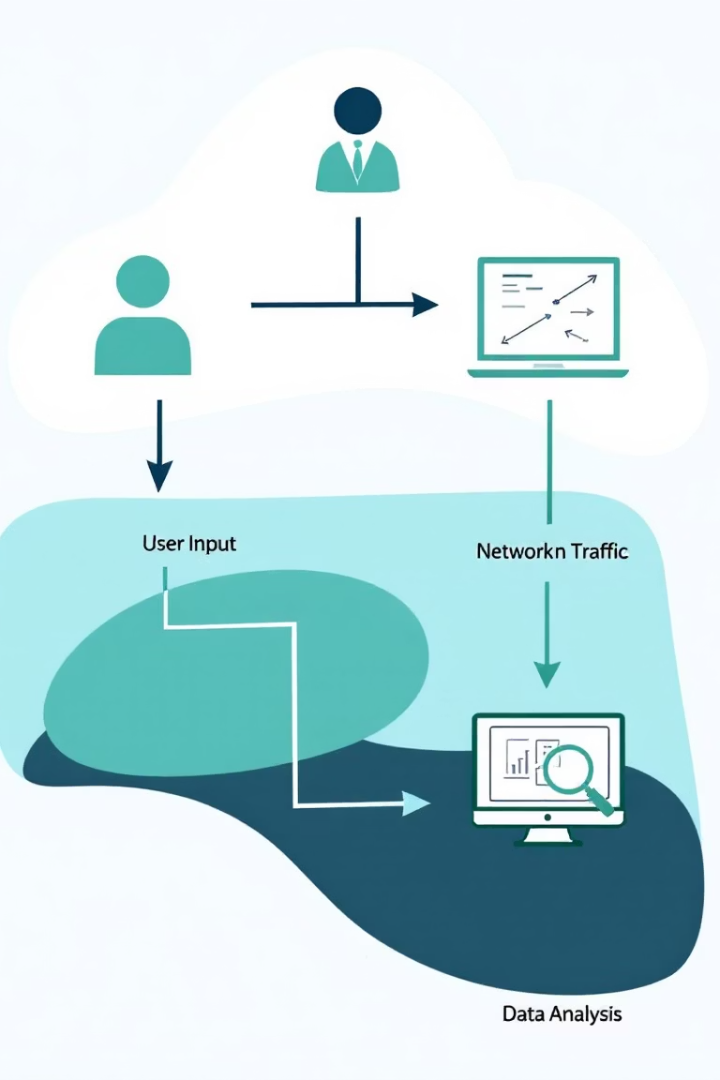 User Input
Networkn Traffic
Data Analysis